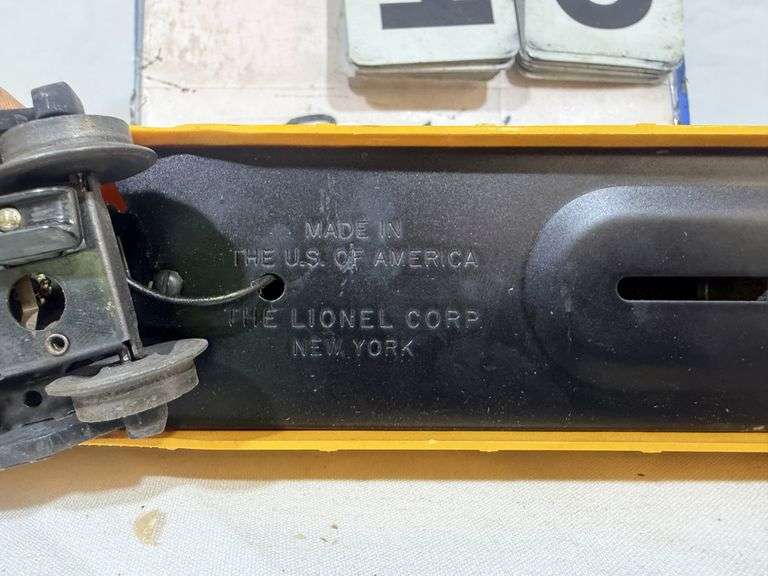 MADE IN
THE U.S. OF AMERICA
THE LIONEL CORP
NEW YORK